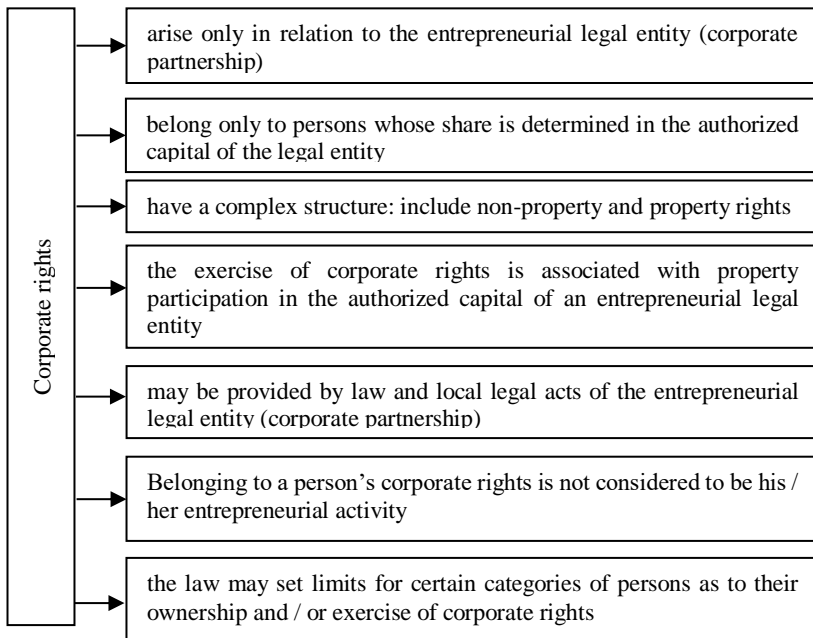 Corporate rights
arise only in relation to the entrepreneurial legal entity (corporate
partnership)
belong only to persons whose share is determined in the authorized
capital of the legal entity
have a complex structure: include non-property and property rights
the exercise of corporate rights is associated with property
participation in the authorized capital of an entrepreneurial legal
entity
may be provided by law and local legal acts of the entrepreneurial
legal entity (corporate partnership)
Belonging to a person's corporate rights is not considered to be his /
her entrepreneurial activity
the law may set limits for certain categories of persons as to their
ownership and / or exercise of corporate rights